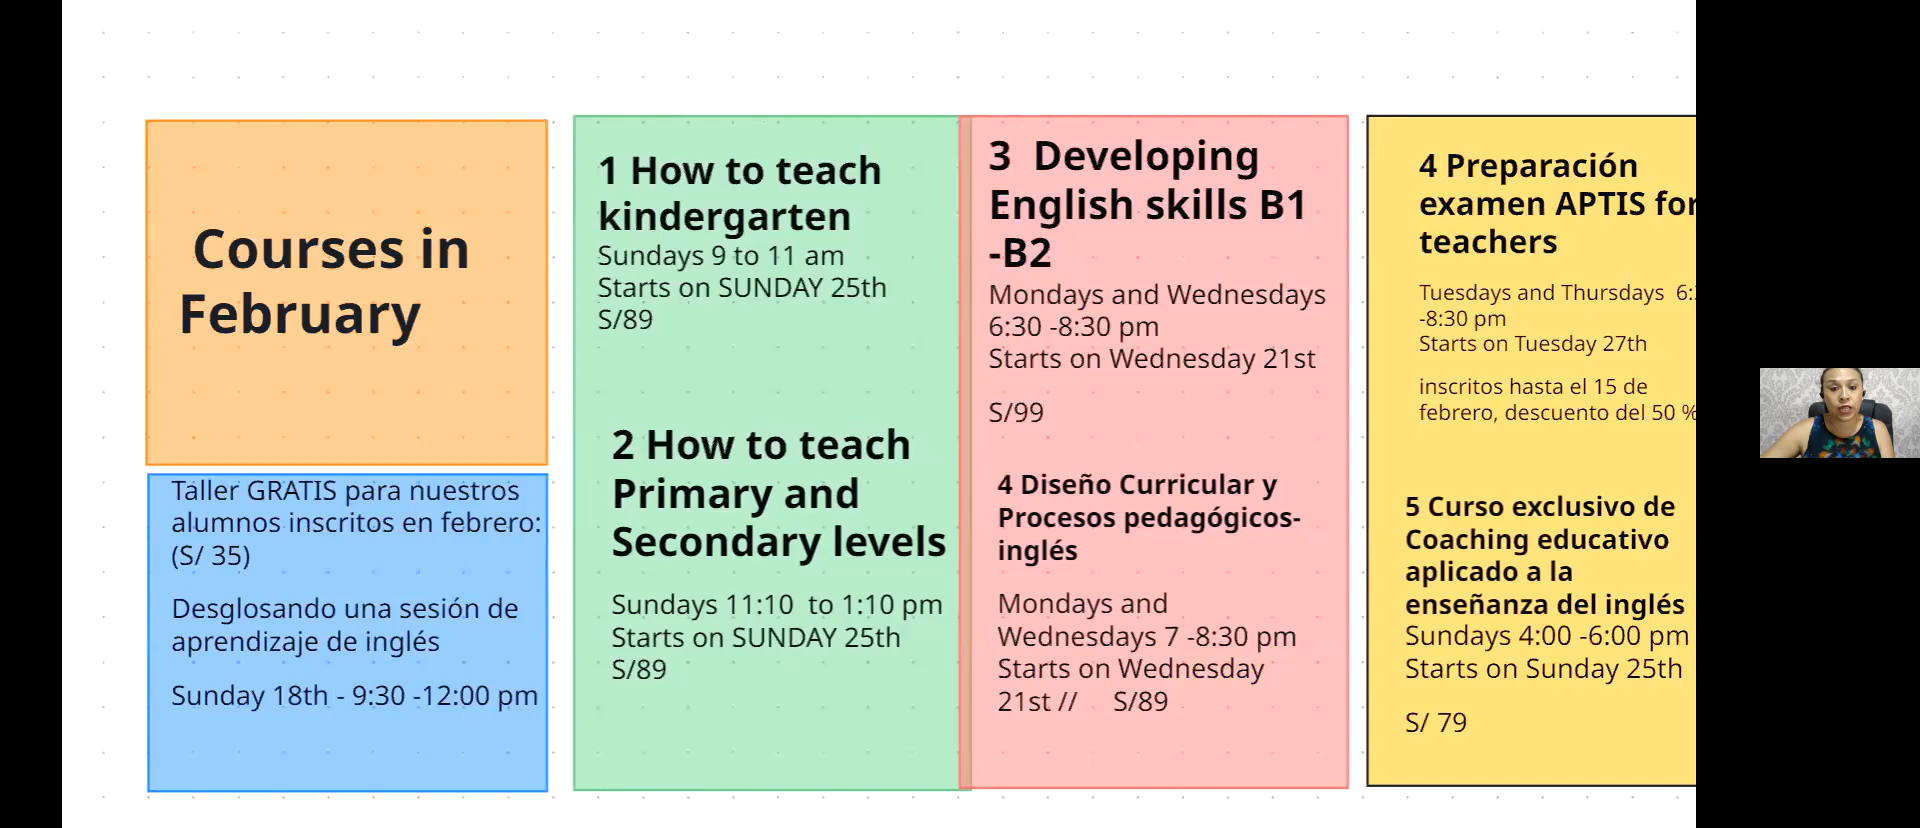 Courses in
February
Taller GRATIS para nuestros
alumnos inscritos en febrero:
(S/ 35)
Desglosando una sesión de
aprendizaje de inglés
Sunday 18th - 9:30 -12:00 pm
1 How to teach
kindergarten
Sundays 9 to 11 am
Starts on SUNDAY 25th
S/89
2 How to teach
Primary and
Secondary levels
Sundays 11:10 to 1:10 pm
Starts on SUNDAY 25th
S/89
3 Developing
English skills B1
-B2
Mondays and Wednesdays
6:30 -8:30 pm
Starts on Wednesday 21st
S/99
4 Diseño Curricular y
Procesos pedagógicos-
inglés
Mondays and
Wednesdays 7 -8:30 pm
Starts on Wednesday
21st // S/89
4 Preparación
examen APTIS for
teachers
Tuesdays and Thursdays
-8:30 pm
Starts on Tuesday 27th
inscritos hasta el 15 de
febrero, descuento del 50 %
5 Curso exclusivo de
Coaching educativo
aplicado a la
enseñanza del inglés
Sundays 4:00 -6:00 pm
Starts on Sunday 25th
S/ 79